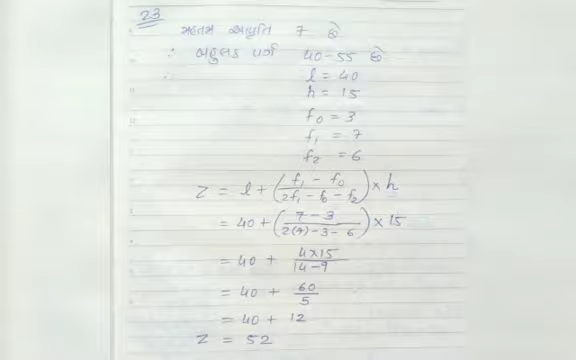 23
મહત્તમ આવૃત્તિ 7 છે
∴ બહુલક વર્ગ 40-55 છે
∴ l = 40
h = 15
f₀ = 3
f₁ = 7
f₂ = 6
Z = l + (f₁ - f₀ / 2f₁ - f₀ - f₂) × h
= 40 + (7-3 / 2(7) - 3 - 6) × 15
= 40 + 4×15 / 14-9
= 40 + 60/5
= 40 + 12
Z = 52